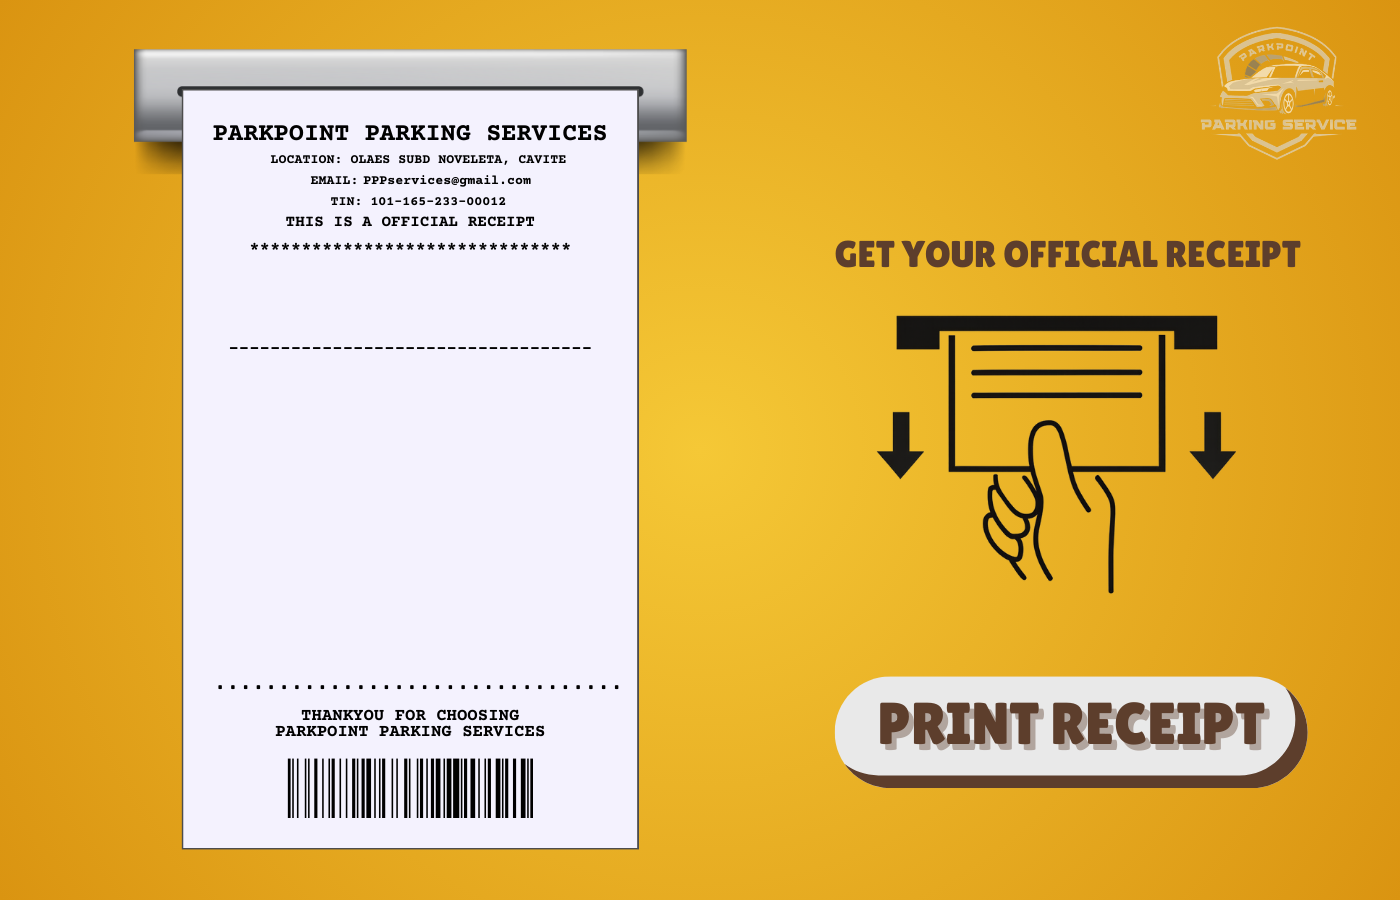 PARKPOINT PARKING SERVICES
LOCATION: OLAES SUBD NOVELETA, CAVITE
EMAIL: PPPservices@gmail.com
TIN: 101-165-233-00012
THIS IS A OFFICIAL RECEIPT
*******************************
----------------------------------
................................
THANKYOU FOR CHOOSING
PARKPOINT PARKING SERVICES
PARKPOINT
PARKING SERVICE
GET YOUR OFFICIAL RECEIPT
PRINT RECEIPT